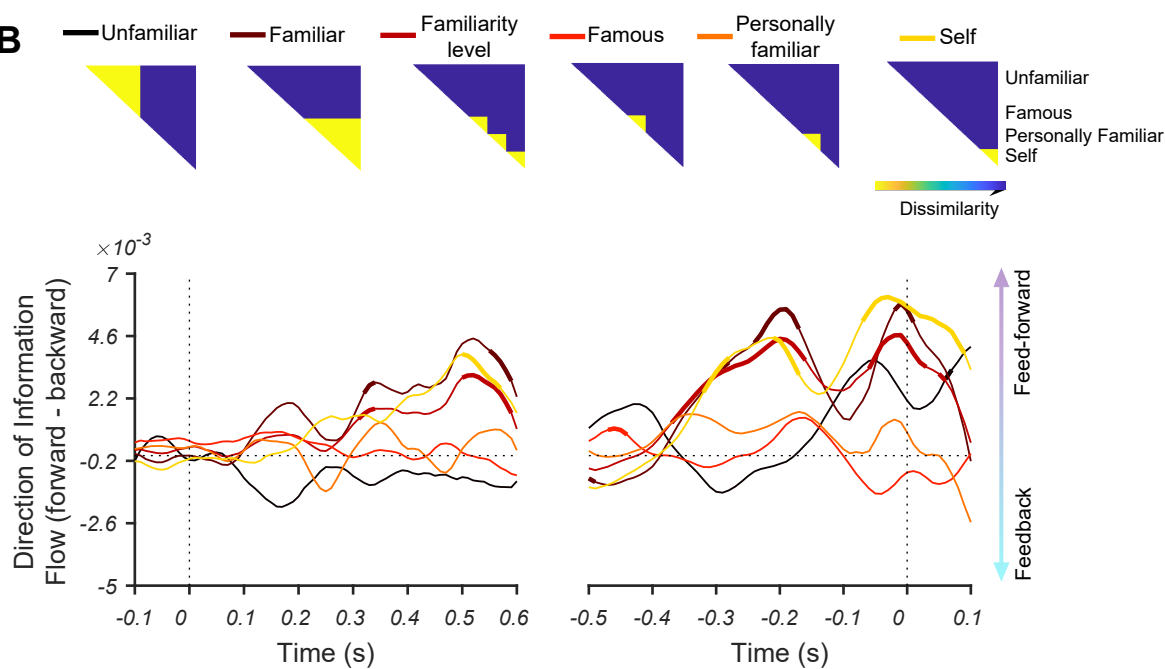 B
Unfamiliar
Familiar
Familiarity
level
Famous
Personally
familiar
Self
Unfamiliar
Famous
Personally Familiar
Self
Dissimilarity
×10-3
7
4.6
2.2
-0.2
-2.6
-5
Direction of Information
Flow (forward - backward)
-0.1 0 0.1 0.2 0.3 0.4 0.5 0.6
Time (s)
-0.5 -0.4 -0.3 -0.2 -0.1 0 0.1
Time (s)
Feed-forward
Feedback